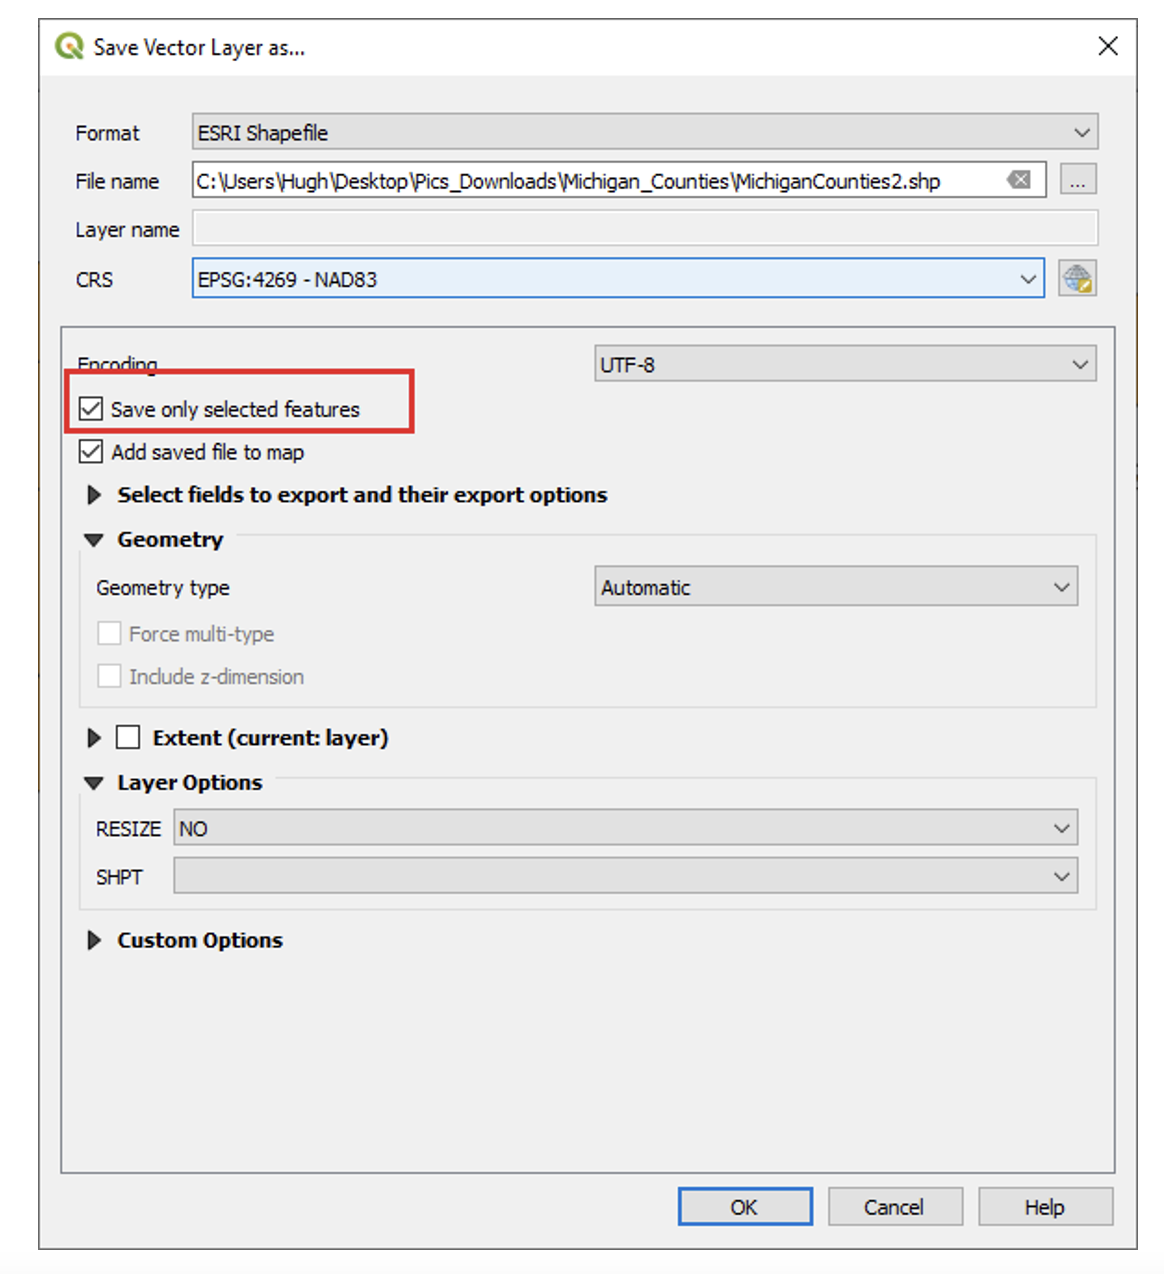 Save Vector Layer as...
Format ESRI Shapefile
File name C:\Users\Hugh\Desktop\Pics_Downloads\Michigan_Counties\MichiganCounties2.shp ...
Layer name
CRS EPSG:4269 - NAD83
Encoding UTF-8
Save only selected features
Add saved file to map
Select fields to export and their export options
Geometry
Geometry type Automatic
Force multi-type
Include z-dimension
Extent (current: layer)
Layer Options
RESIZE NO
SHPT
Custom Options
OK Cancel Help